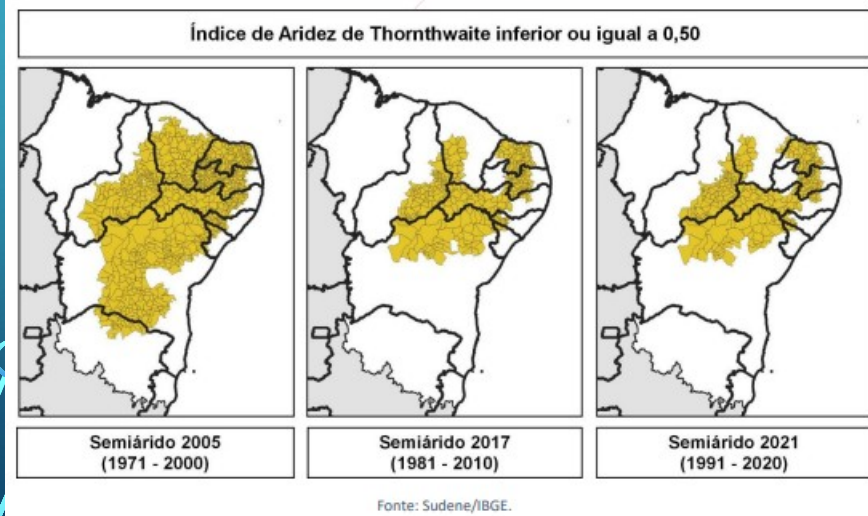 Índice de Aridez de Thornthwaite inferior ou igual a 0,50
Semiárido 2005
(1971 - 2000)
Semiárido 2017
(1981 - 2010)
Semiárido 2021
(1991 - 2020)
Fonte: Sudene/IBGE.